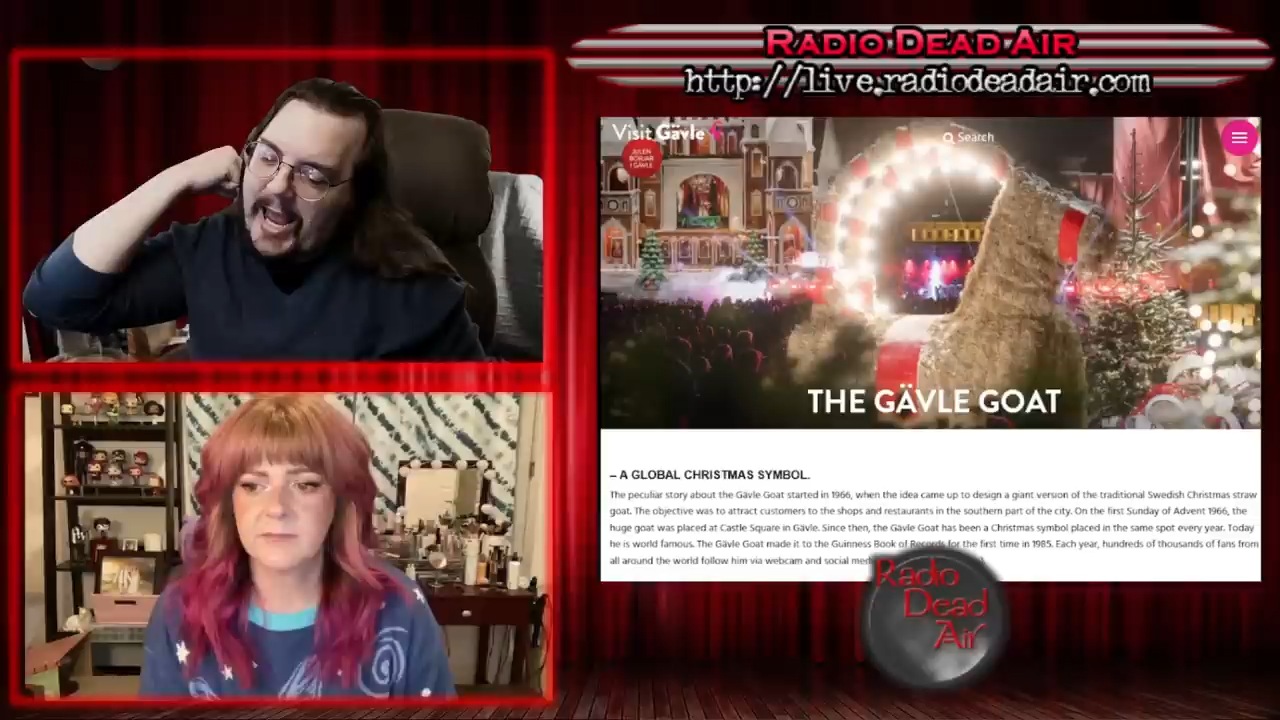 RADIO DEAD AIR
http://live.radiodeadair.com
Visit Gävle
Search
JULEN
BÖRJAR
I GÄVLE
THE GÄVLE GOAT
– A GLOBAL CHRISTMAS SYMBOL.
The peculiar story about the Gävle Goat started in 1966, when the idea came up to design a giant version of the traditional Swedish Christmas straw
goat. The objective was to attract customers to the shops and restaurants in the southern part of the city. On the first Sunday of Advent 1966, the
huge goat was placed at Castle Square in Gävle. Since then, the Gävle Goat has been a Christmas symbol placed in the same spot every year. Today
he is world famous. The Gävle Goat made it to the Guinness Book of Records for the first time in 1985. Each year, hundreds of thousands of fans from
all around the world follow him via webcam and social
Radio
Dead
Air